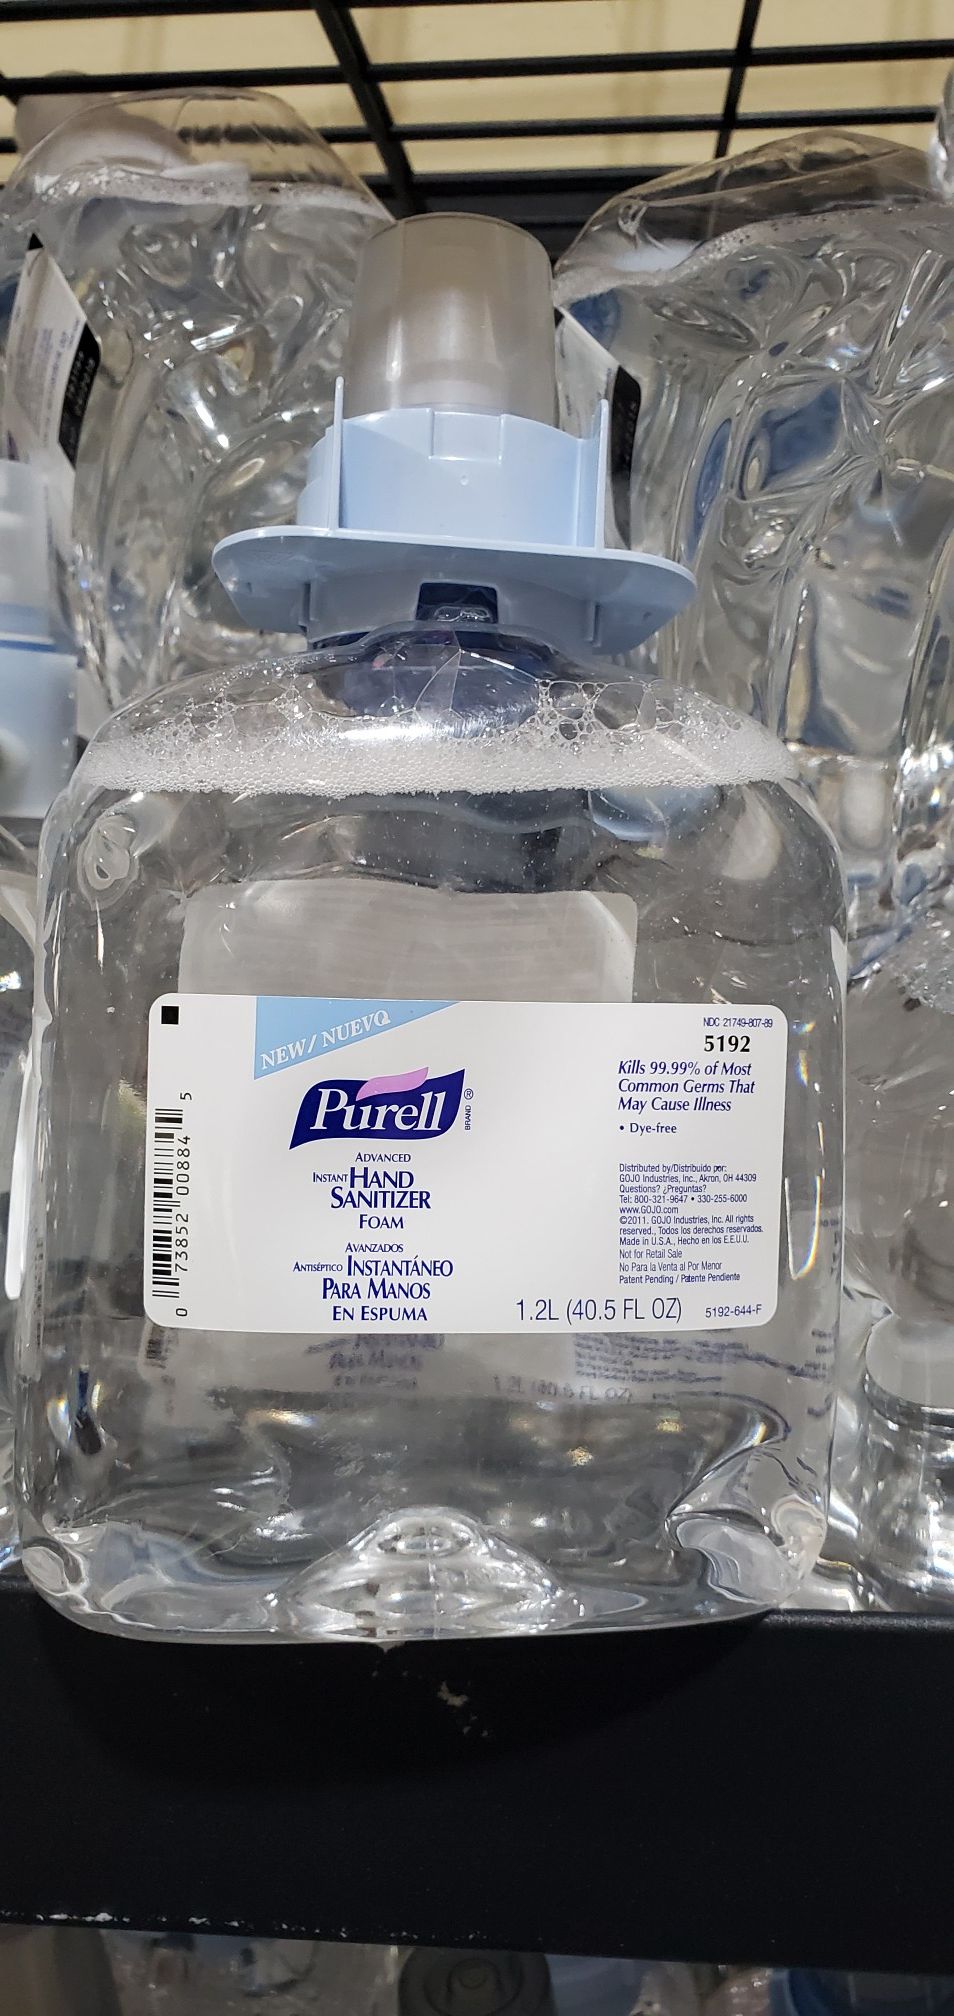 NEW/NUEVO
Purell®
BRAND
ADVANCED
INSTANT HAND
SANITIZER
FOAM
AVANZADOS
ANTISÉPTICO INSTANTÁNEO
PARA MANOS
EN ESPUMA
1.2L (40.5 FL OZ)
0 73852 00884 5
NDC 21749-807-89
5192
Kills 99.99% of Most
Common Germs That
May Cause Illness
• Dye-free
Distributed by/Distribuido por:
GOJO Industries, Inc., Akron, OH 44309
Questions? ¿Preguntas?
Tel: 800-321-9647 • 330-255-6000
www.GOJO.com
©2011. GOJO Industries, Inc. All rights
reserved., Todos los derechos reservados.
Made in U.S.A., Hecho en los E.E.U.U.
Not for Retail Sale
No Para la Venta al Por Menor
Patent Pending / Patente Pendiente
5192-644-F